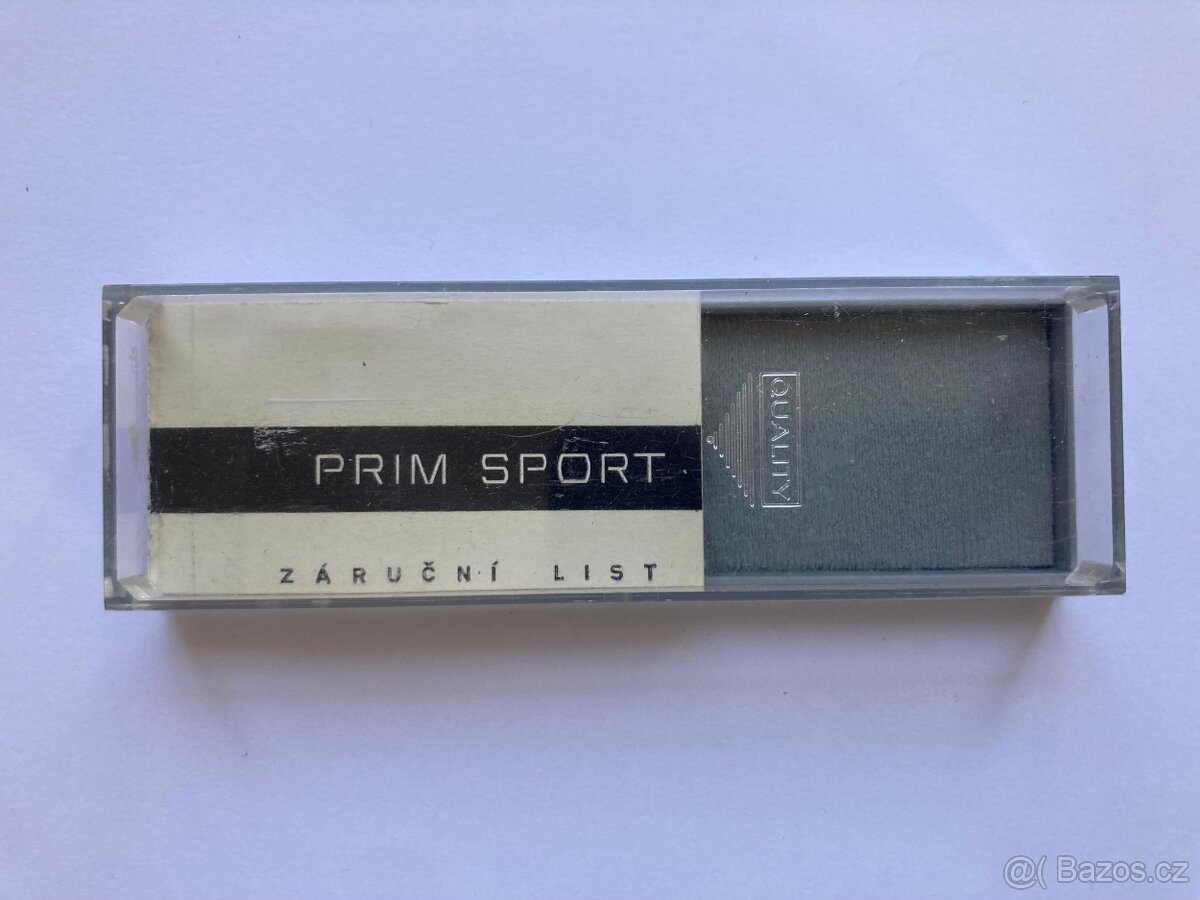 PRIM SPORT
ZÁRUČNÍ LIST
QUALITY
@( Bazos.cz